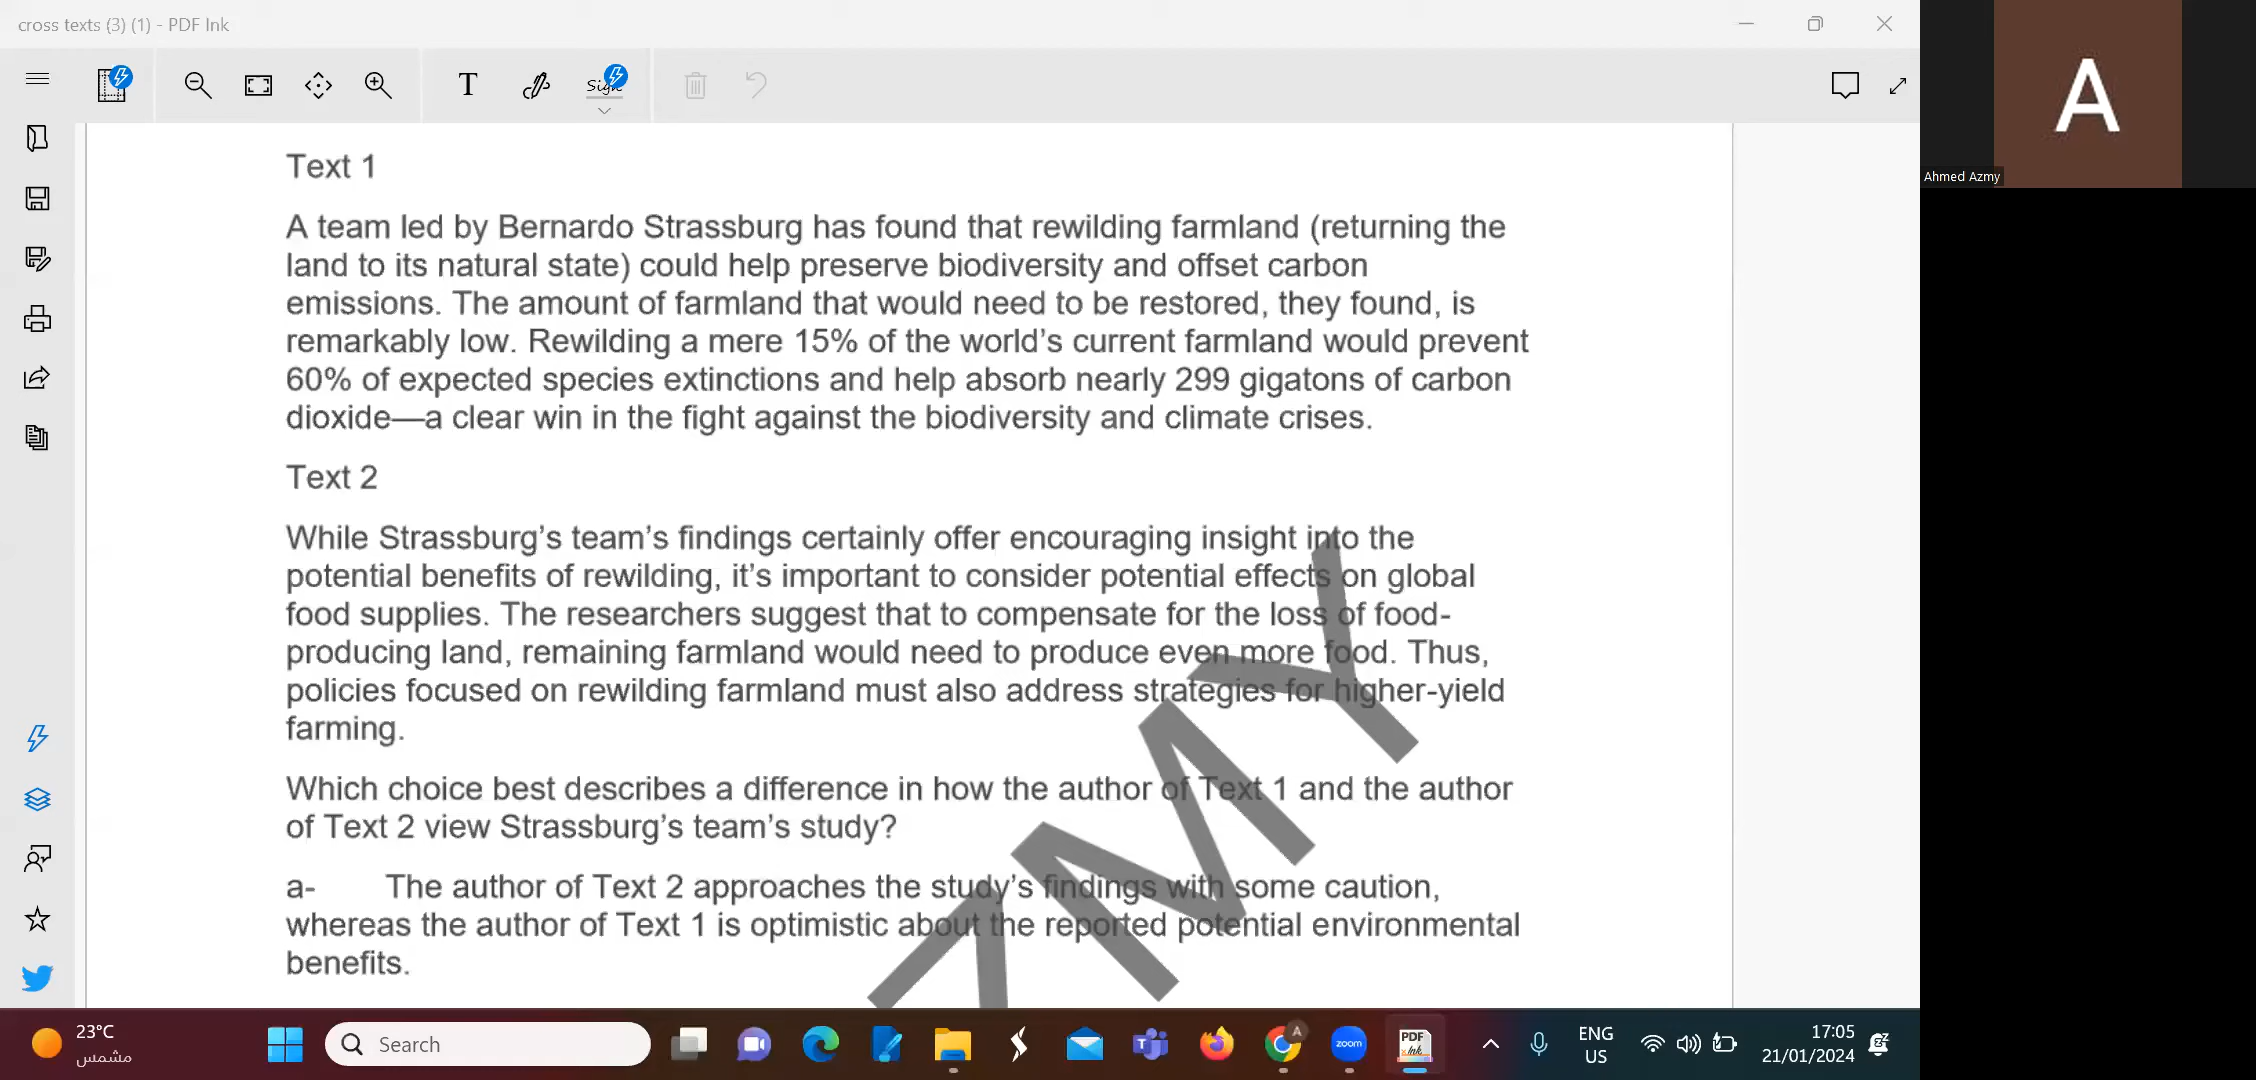 cross texts (3) (1) - PDF Ink
T
Sign
A
Ahmed Azmy
Text 1
A team led by Bernardo Strassburg has found that rewilding farmland (returning the
land to its natural state) could help preserve biodiversity and offset carbon
emissions. The amount of farmland that would need to be restored, they found, is
remarkably low. Rewilding a mere 15% of the world’s current farmland would prevent
60% of expected species extinctions and help absorb nearly 299 gigatons of carbon
dioxide—a clear win in the fight against the biodiversity and climate crises.
Text 2
While Strassburg’s team’s findings certainly offer encouraging insight into the
potential benefits of rewilding, it’s important to consider potential effects on global
food supplies. The researchers suggest that to compensate for the loss of food-
producing land, remaining farmland would need to produce even more food. Thus,
policies focused on rewilding farmland must also address strategies for higher-yield
farming.
Which choice best describes a difference in how the author of Text 1 and the author
of Text 2 view Strassburg’s team’s study?
a- The author of Text 2 approaches the study’s findings with some caution,
whereas the author of Text 1 is optimistic about the reported potential environmental
benefits.
ZMY
23°C
مشمس
Search
A
zoom
PDF
Ink
ENG
US
17:05
21/01/2024